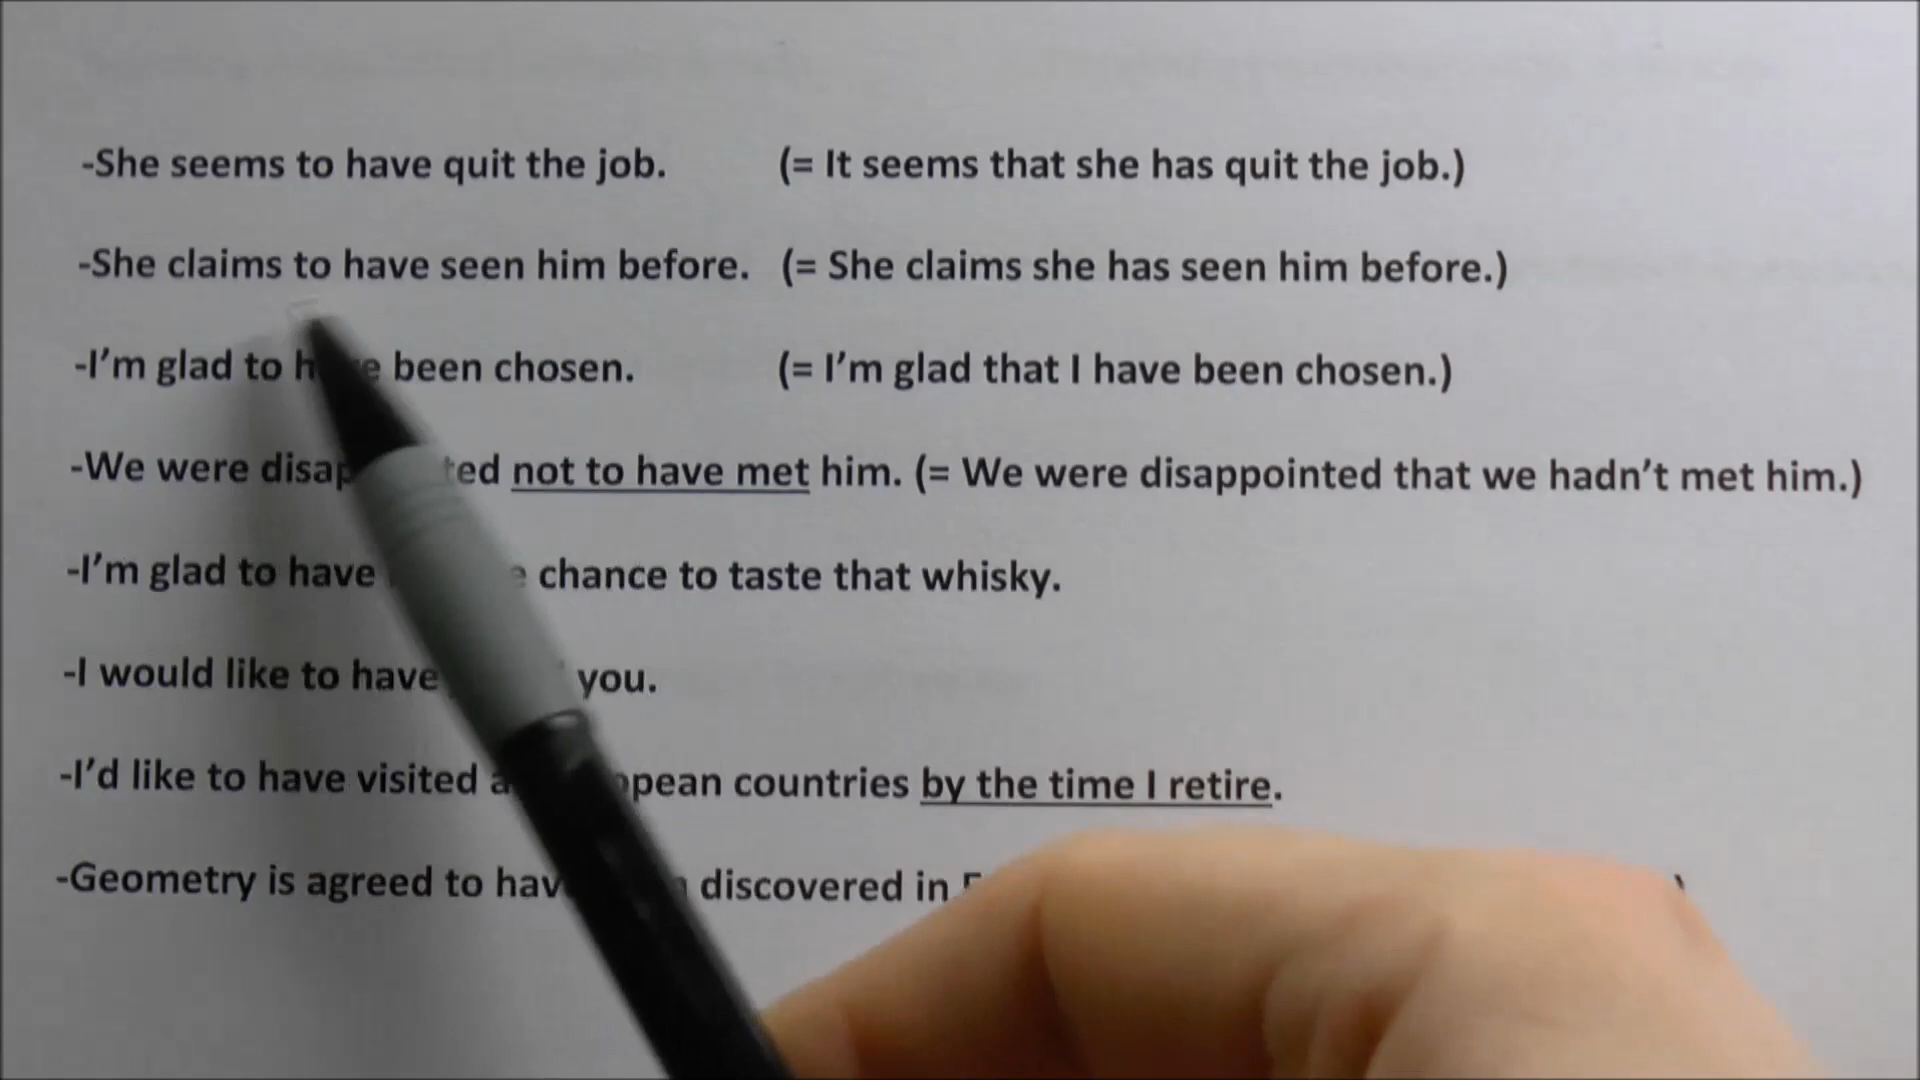 -She seems to have quit the job. (= It seems that she has quit the job.)
-She claims to have seen him before. (= She claims she has seen him before.)
-I’m glad to have been chosen. (= I’m glad that I have been chosen.)
-We were disappointed not to have met him. (= We were disappointed that we hadn’t met him.)
-I’m glad to have chance to taste that whisky.
-I would like to have you.
-I’d like to have visited countries by the time I retire.
-Geometry is agreed to have discovered in